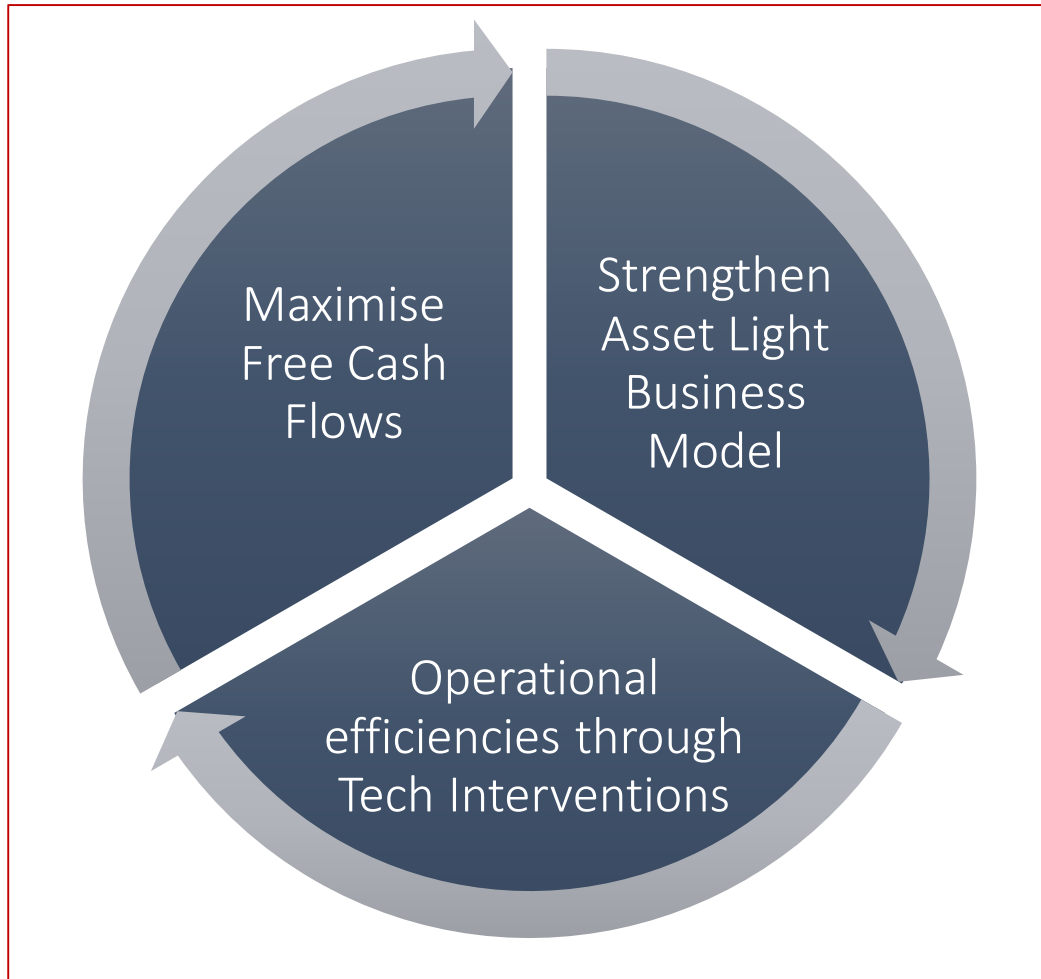 Maximise
Free Cash
Flows
Strengthen
Asset Light
Business
Model
Operational
efficiencies through
Tech Interventions